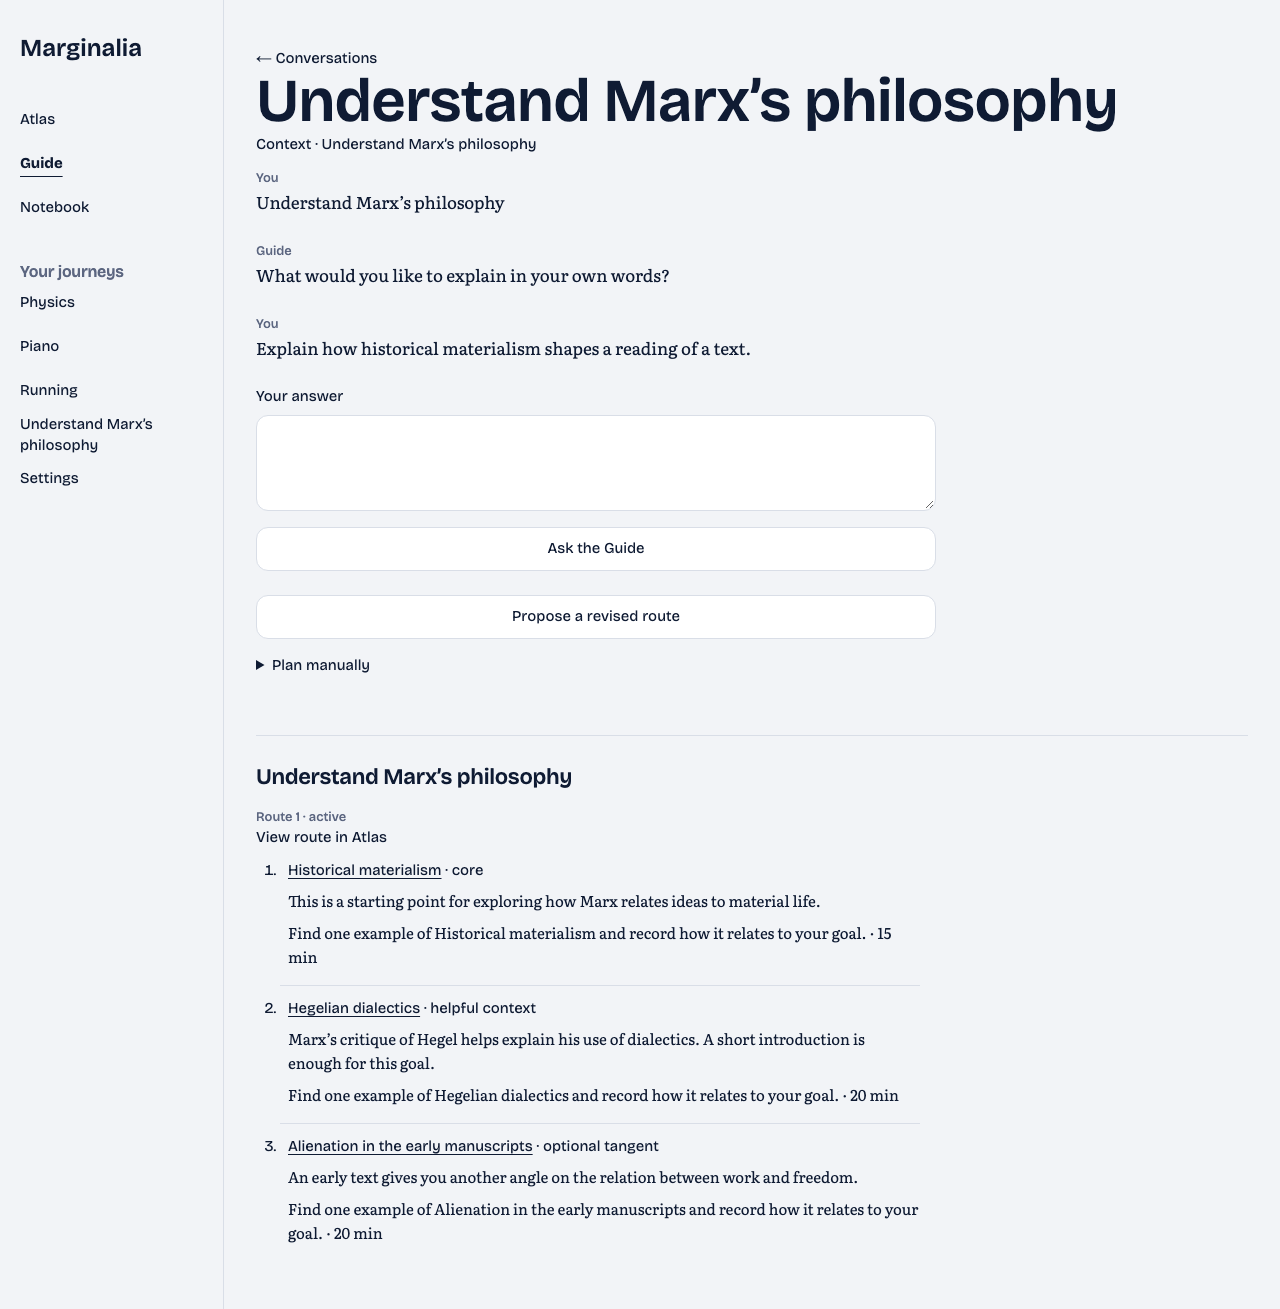 Marginalia
Atlas
Guide
Notebook
Your journeys
Physics
Piano
Running
Understand Marx’s
philosophy
Settings
← Conversations
Understand Marx’s philosophy
Context · Understand Marx’s philosophy
You
Understand Marx’s philosophy
Guide
What would you like to explain in your own words?
You
Explain how historical materialism shapes a reading of a text.
Your answer
Ask the Guide
Propose a revised route
▶ Plan manually
Understand Marx’s philosophy
Route 1 · active
View route in Atlas
1. Historical materialism · core
This is a starting point for exploring how Marx relates ideas to material life.
Find one example of Historical materialism and record how it relates to your goal. · 15
min
2. Hegelian dialectics · helpful context
Marx’s critique of Hegel helps explain his use of dialectics. A short introduction is
enough for this goal.
Find one example of Hegelian dialectics and record how it relates to your goal. · 20 min
3. Alienation in the early manuscripts · optional tangent
An early text gives you another angle on the relation between work and freedom.
Find one example of Alienation in the early manuscripts and record how it relates to your
goal. · 20 min